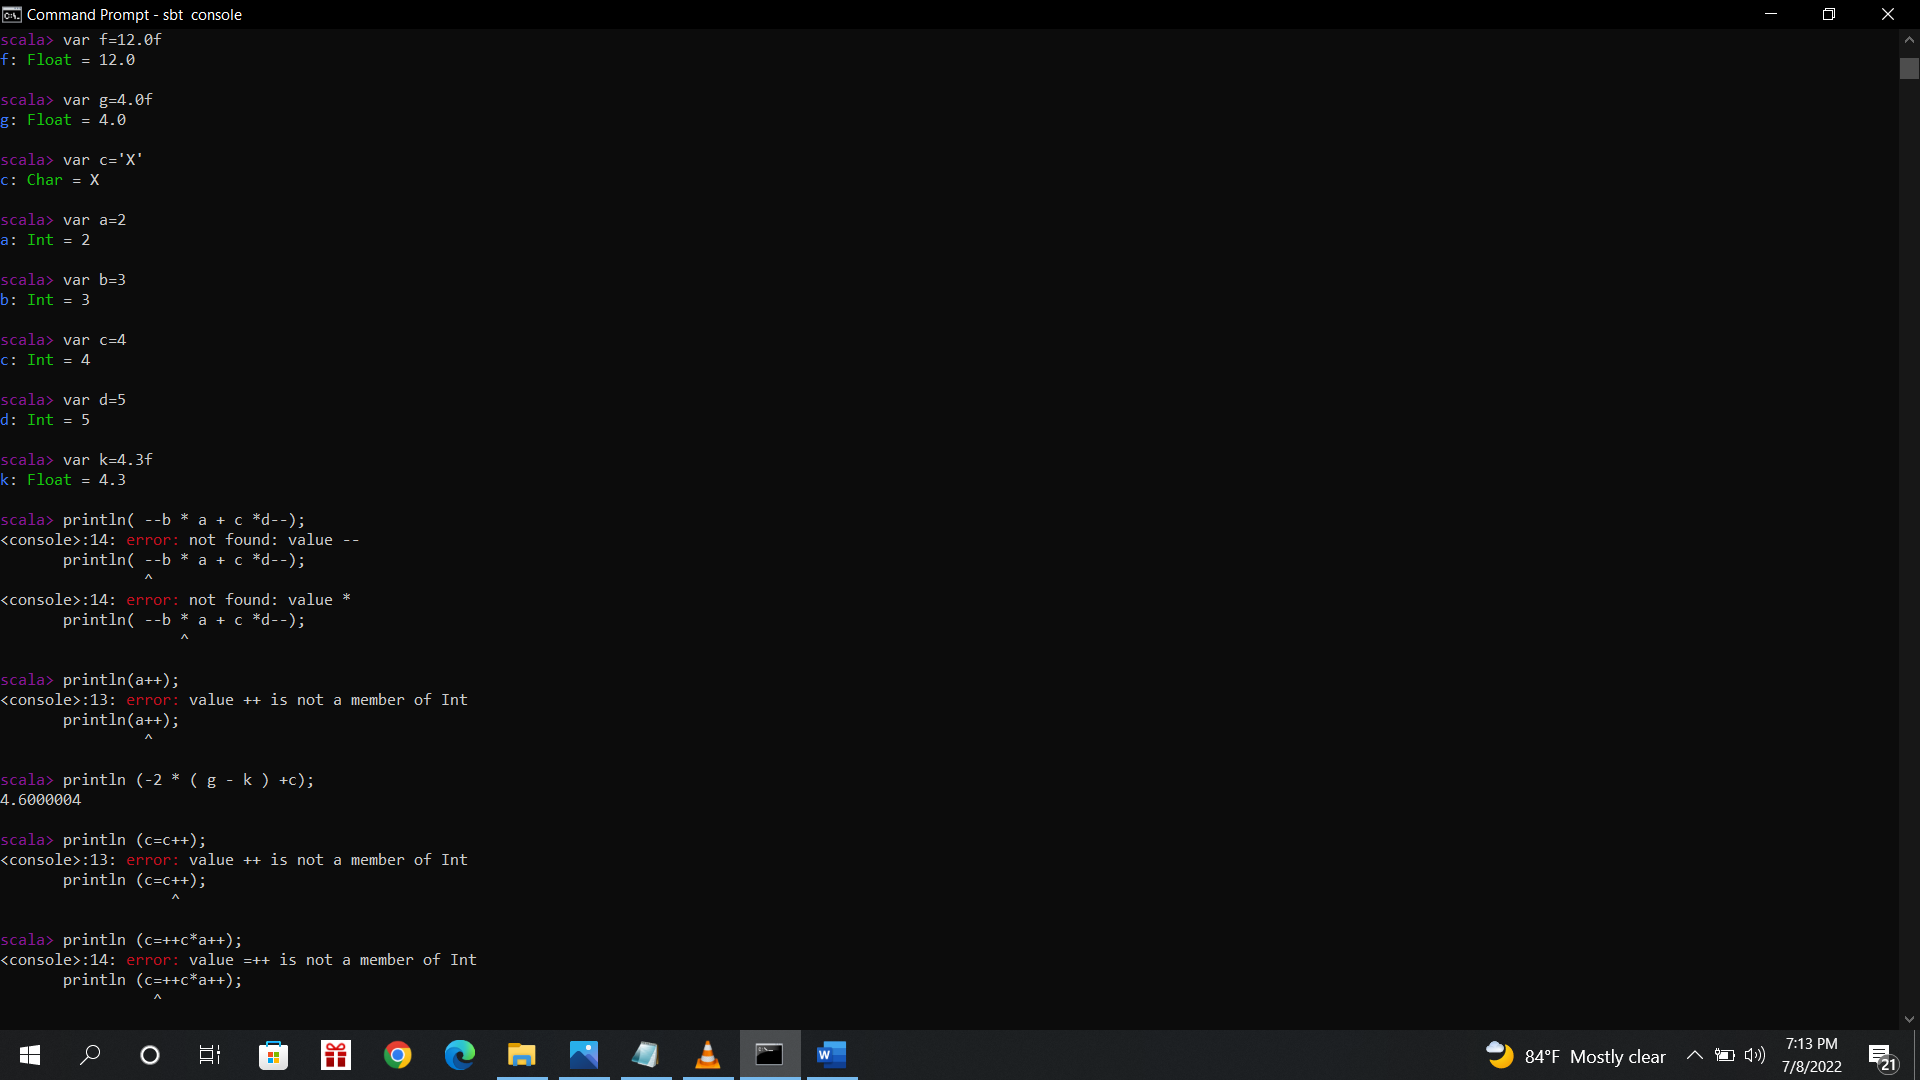 Command Prompt - sbt  console
scala> var f=12.0f
f: Float = 12.0
scala> var g=4.0f
g: Float = 4.0
scala> var c='X'
c: Char = X
scala> var a=2
a: Int = 2
scala> var b=3
b: Int = 3
scala> var c=4
c: Int = 4
scala> var d=5
d: Int = 5
scala> var k=4.3f
k: Float = 4.3
scala> println( --b * a + c *d--);
<console>:14: error: not found: value --
       println( --b * a + c *d--);
                ^
<console>:14: error: not found: value *
       println( --b * a + c *d--);
                    ^
scala> println(a++);
<console>:13: error: value ++ is not a member of Int
       println(a++);
                ^
scala> println (-2 * ( g - k ) +c);
4.6000004
scala> println (c=c++);
<console>:13: error: value ++ is not a member of Int
       println (c=c++);
                   ^
scala> println (c=++c*a++);
<console>:14: error: value =++ is not a member of Int
       println (c=++c*a++);
                 ^
84°F  Mostly clear
7:13 PM
7/8/2022
21